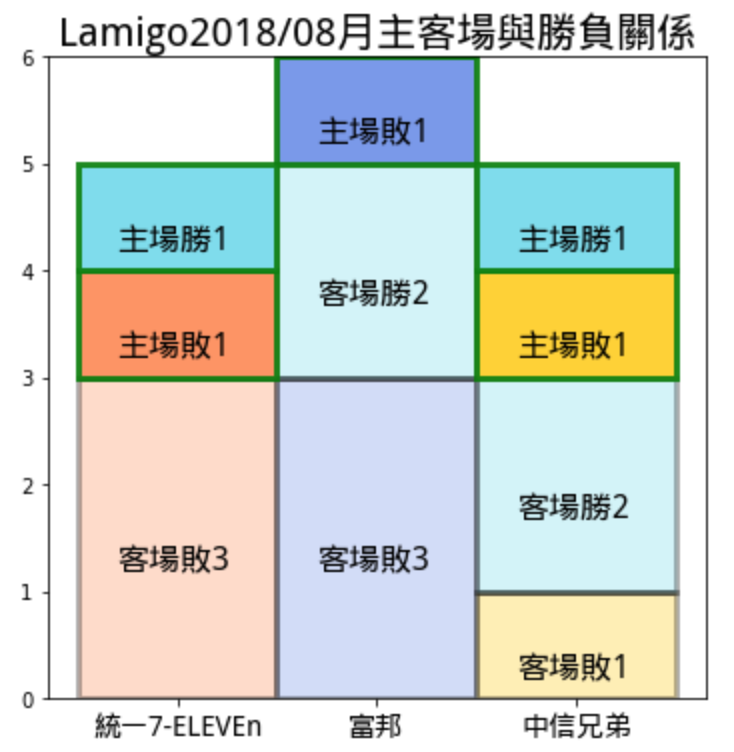 Lamigo2018/08月主客場與勝負關係
6
主場敗1
5
主場勝1
主場勝1
4
客場勝2
主場敗1
主場敗1
3
2
客場勝2
客場敗3
客場敗3
1
客場敗1
0
統一7-ELEVEn
富邦
中信兄弟